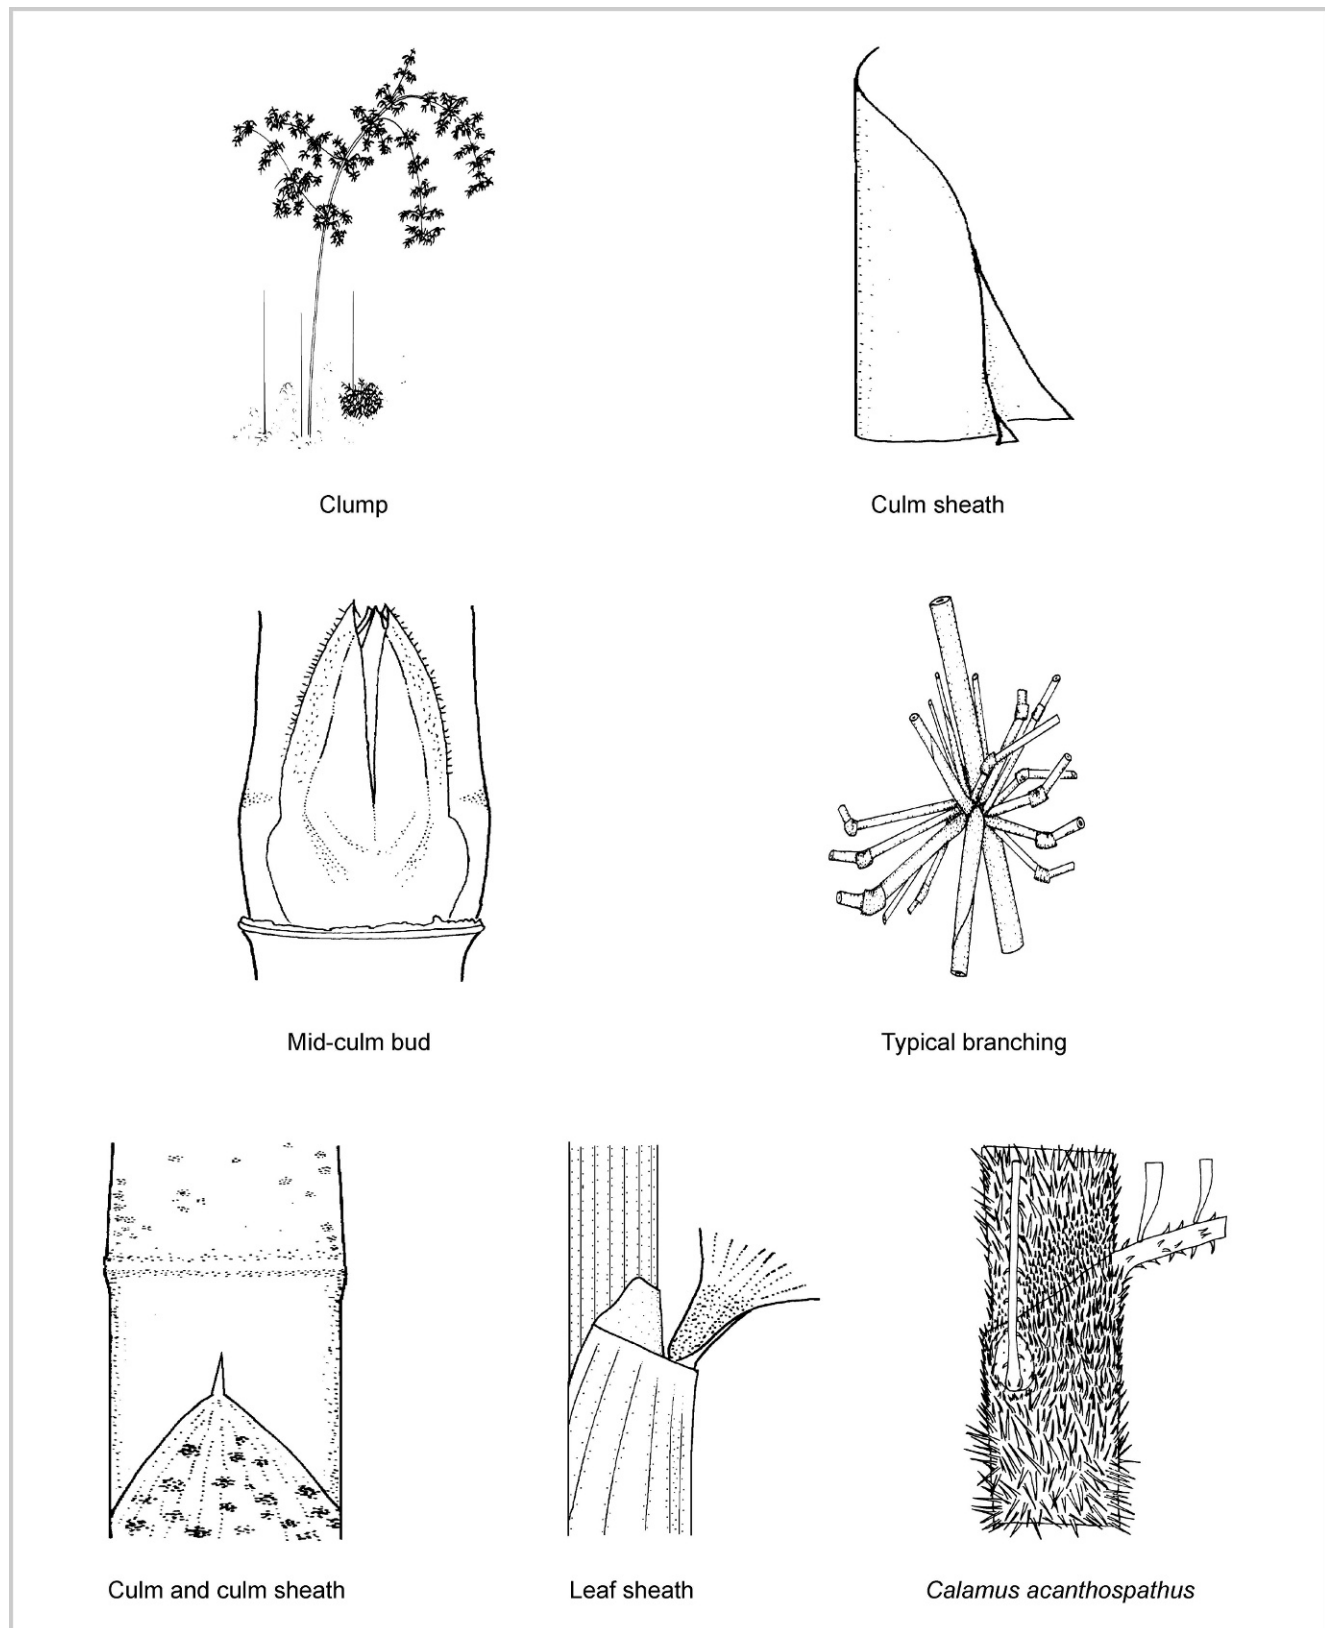 Clump
Culm sheath
Mid-culm bud
Typical branching
Culm and culm sheath
Leaf sheath
Calamus acanthospathus